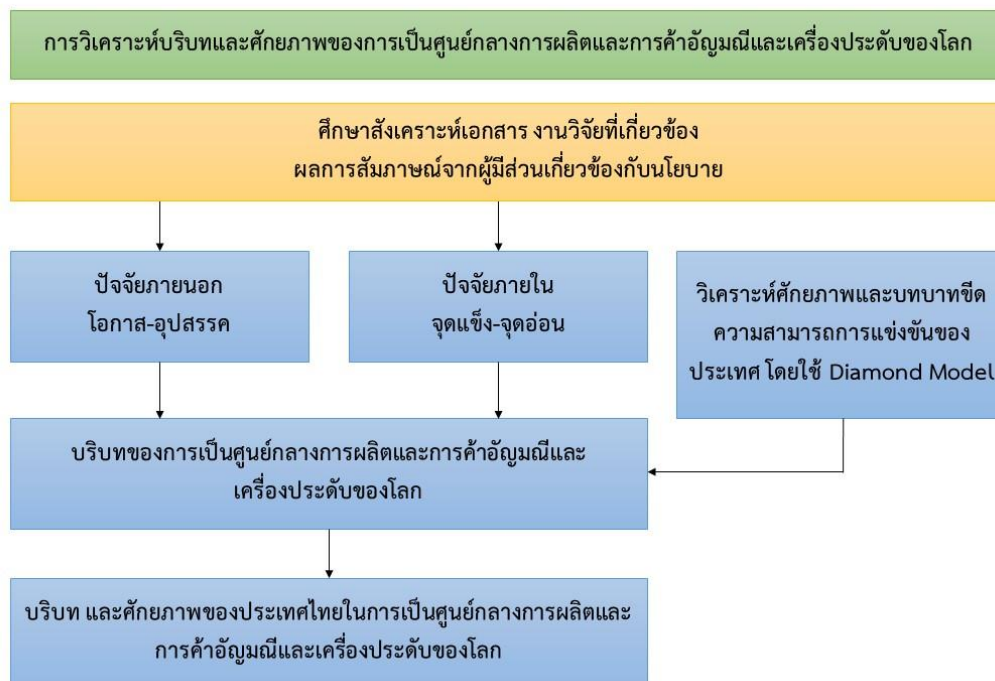 การวิเคราะห์บริบทและศักยภาพของการเป็นศูนย์กลางการผลิตและการค้าอัญมณีและเครื่องประดับของโลก
ศึกษาสังเคราะห์เอกสาร งานวิจัยที่เกี่ยวข้อง
ผลการสัมภาษณ์จากผู้มีส่วนเกี่ยวข้องกับนโยบาย
ปัจจัยภายนอก
โอกาส-อุปสรรค
ปัจจัยภายใน
จุดแข็ง-จุดอ่อน
วิเคราะห์ศักยภาพและบทบาทขีด
ความสามารถการแข่งขันของ
ประเทศ โดยใช้ Diamond Model
บริบทของการเป็นศูนย์กลางการผลิตและการค้าอัญมณีและ
เครื่องประดับของโลก
บริบท และศักยภาพของประเทศไทยในการเป็นศูนย์กลางการผลิตและ
การค้าอัญมณีและเครื่องประดับของโลก